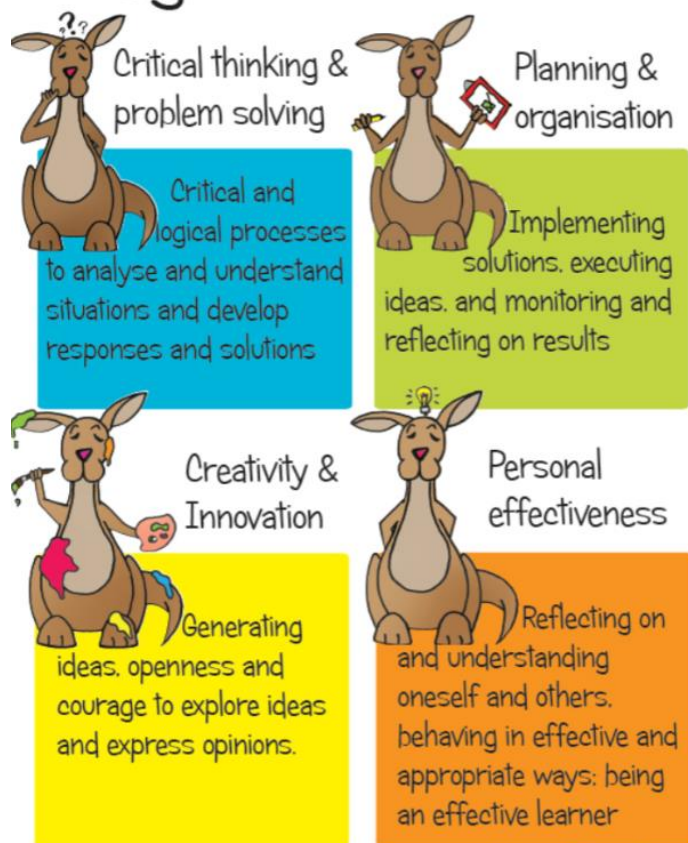 ???
Critical thinking &
problem solving
Critical and
logical processes
to analyse and understand
situations and develop
responses and solutions
Planning &
organisation
Implementing
solutions, executing
ideas, and monitoring and
reflecting on results
Creativity &
Innovation
Generating
ideas, openness and
courage to explore ideas
and express opinions.
Personal
effectiveness
Reflecting on
and understanding
oneself and others,
behaving in effective and
appropriate ways; being
an effective learner